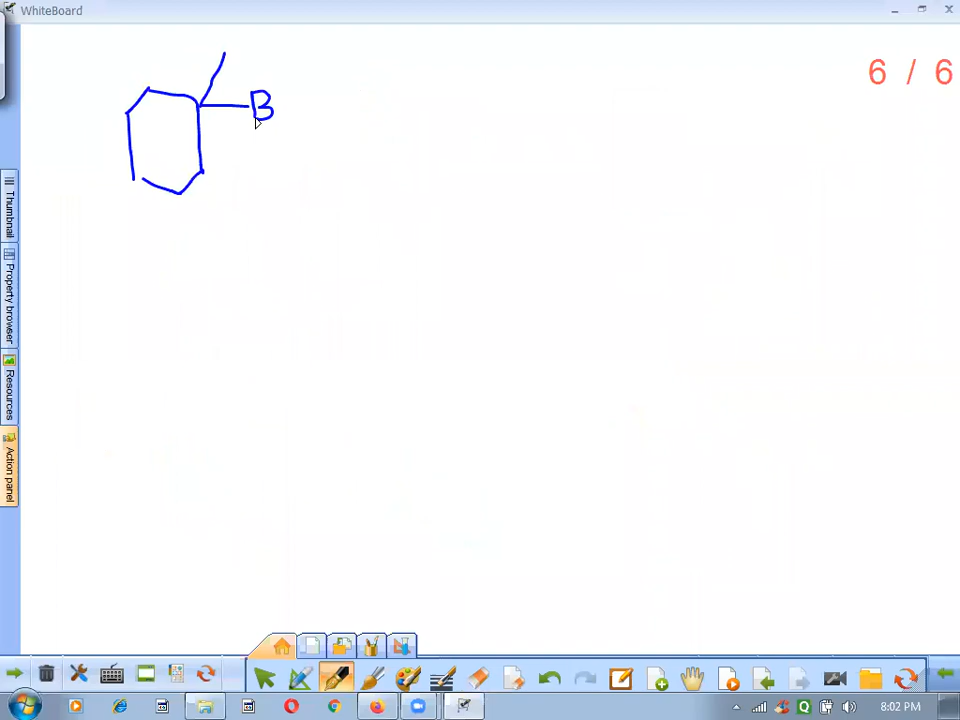 WhiteBoard
6 / 6
B
Thumbnail
Property browser
Resources
Action panel
8:02 PM